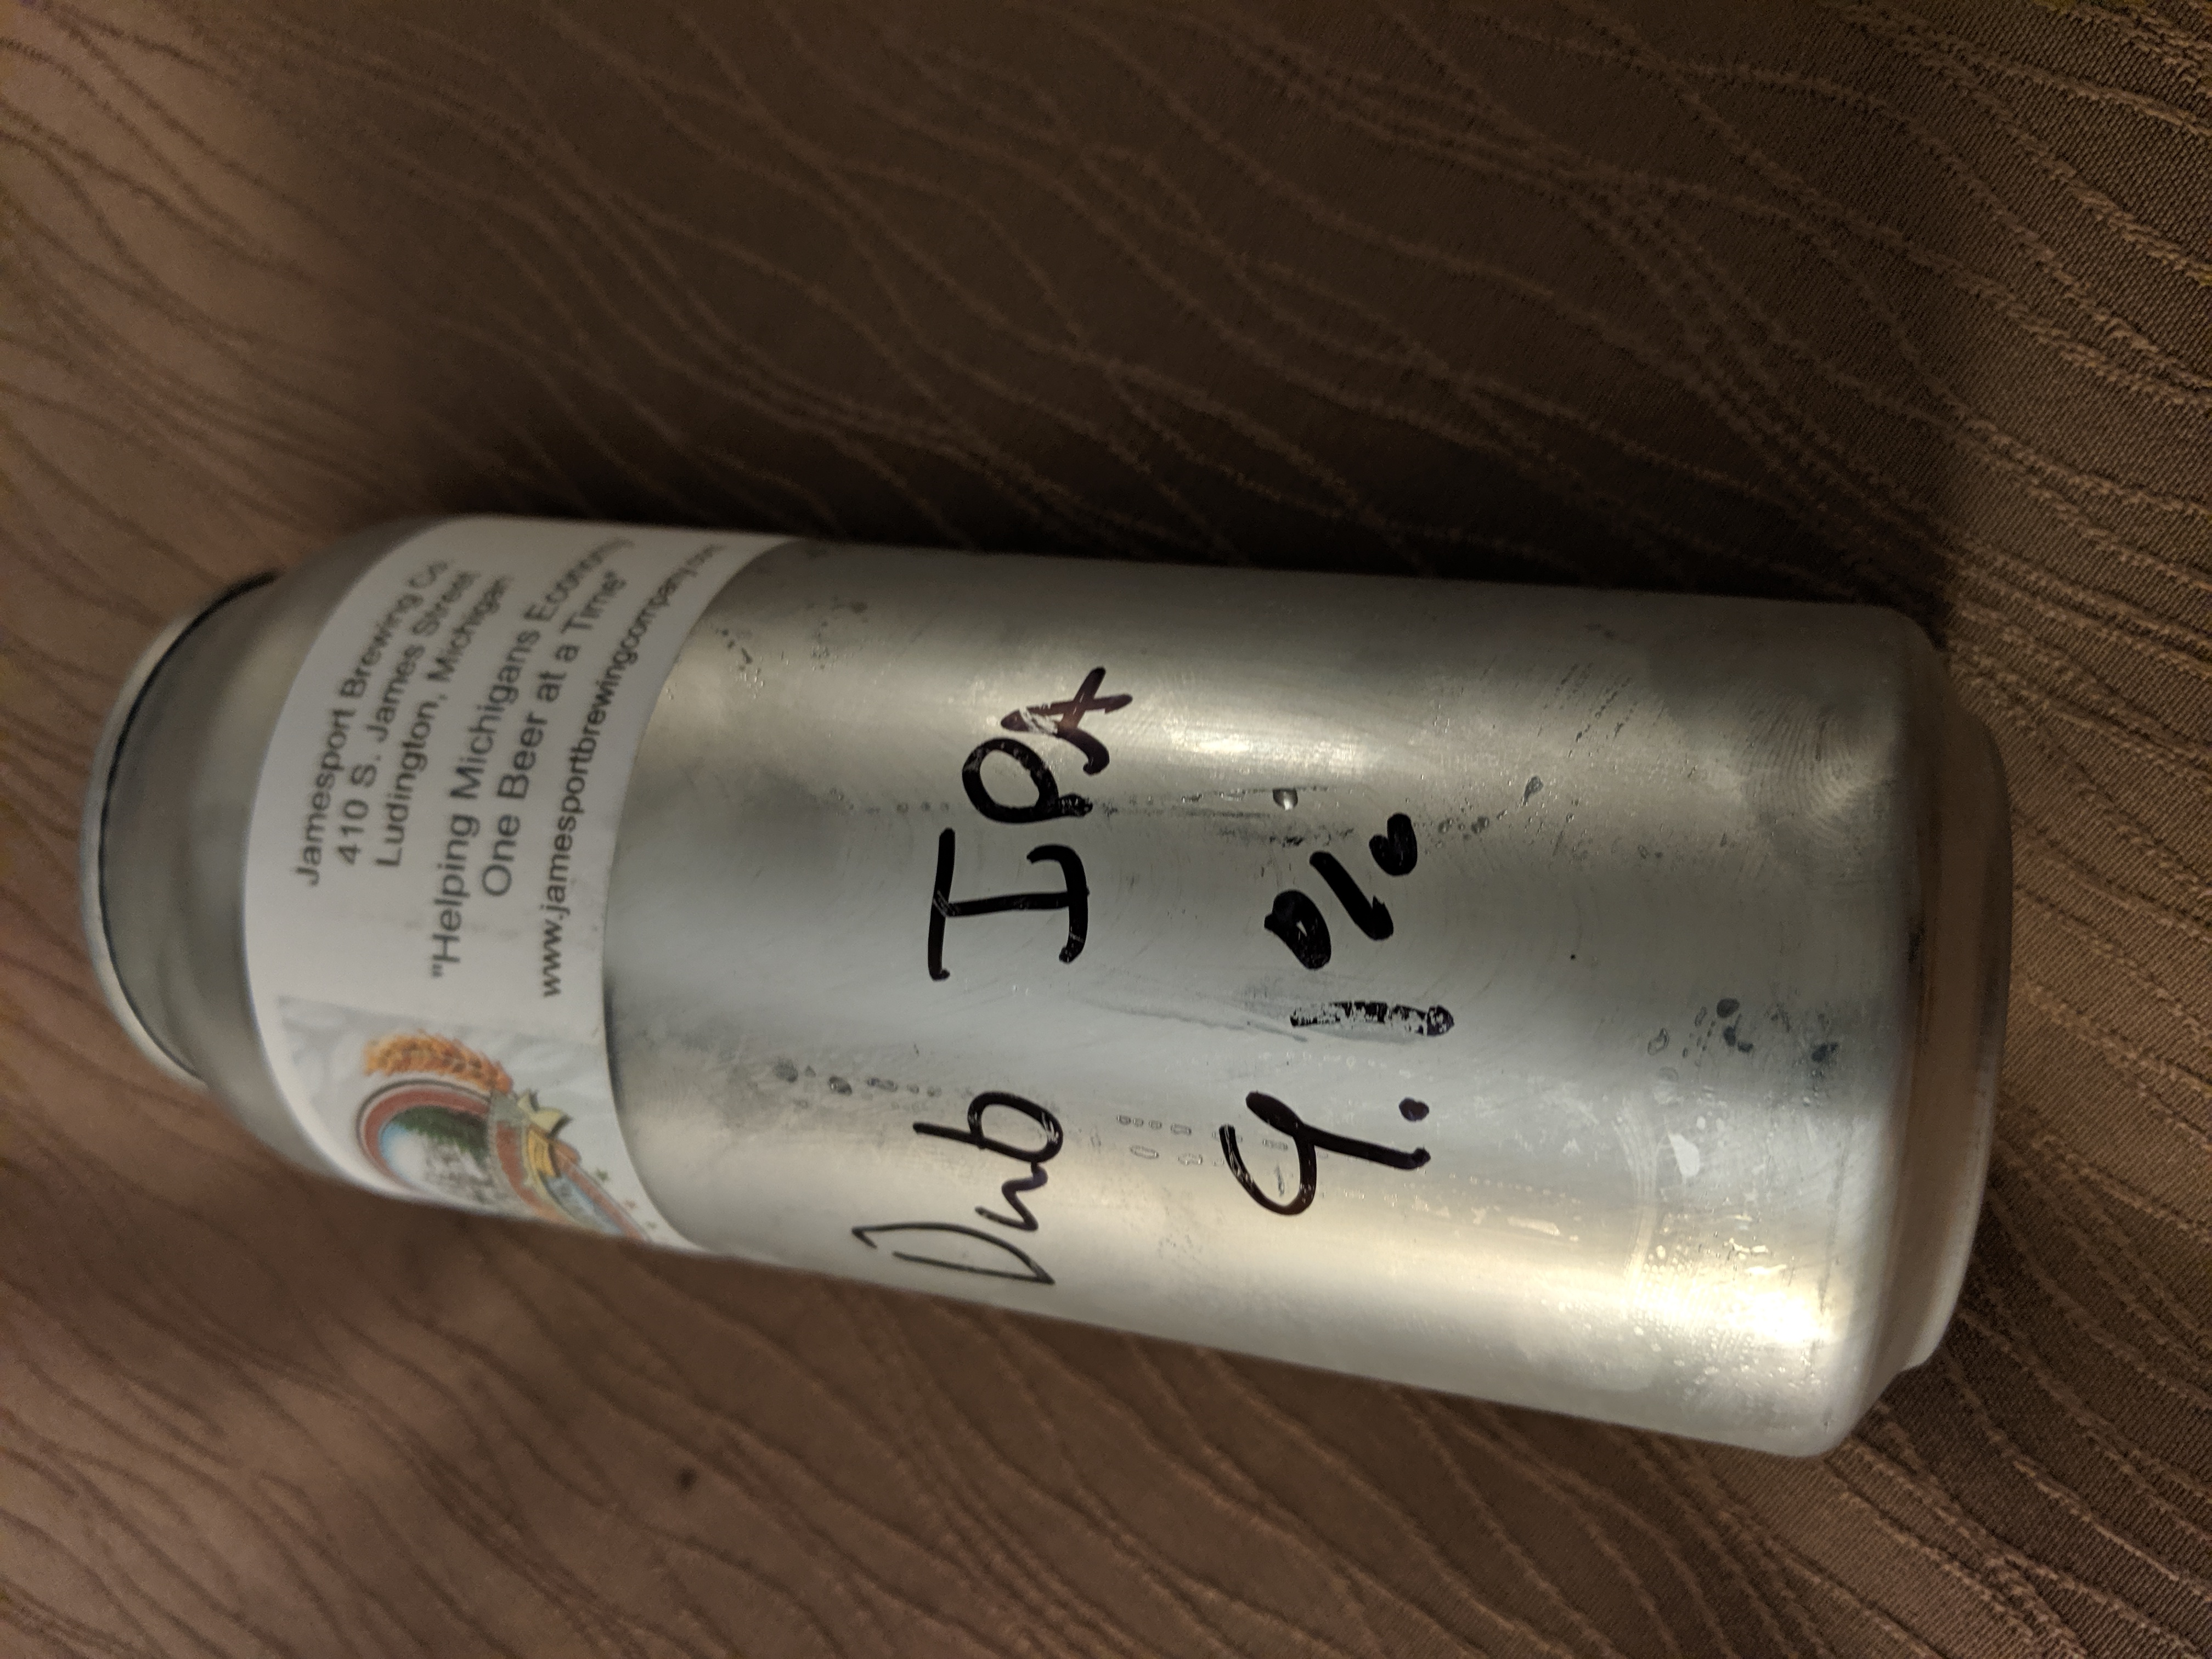 Jamesport Brewing Co.
410 S. James Street
Ludington, Michigan
"Helping Michigans Economy
One Beer at a Time"
www.jamesportbrewingcompany.com
Dub IPA
9.1%